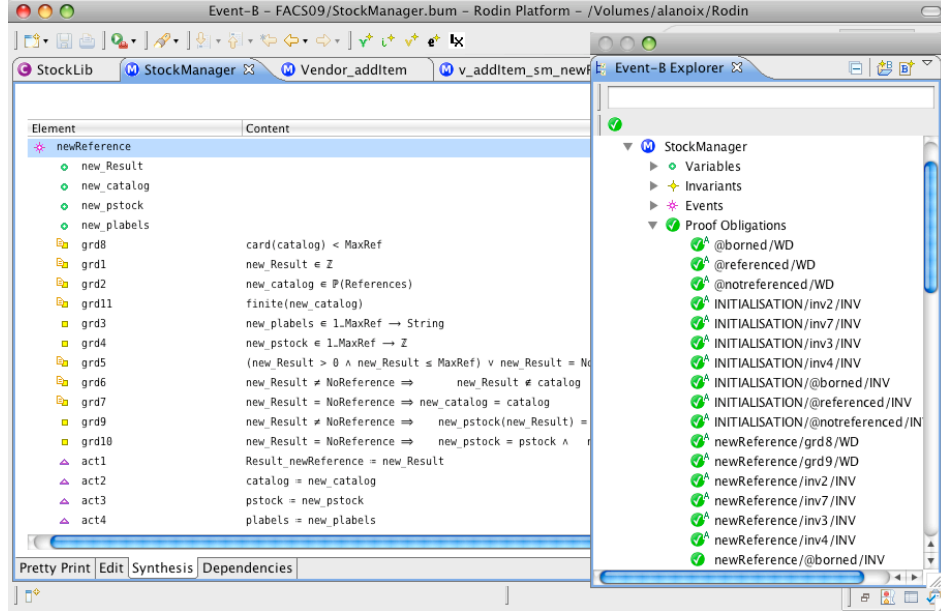 Event-B - FACS09/StockManager.bum - Rodin Platform - /Volumes/alanoix/Rodin
StockLib
StockManager
Vendor_addItem
v_addItem_sm_newR
Element Content
newReference
new_Result
new_catalog
new_pstock
new_plabels
grd8 card(catalog) < MaxRef
grd1 new_Result ∈ ℤ
grd2 new_catalog ∈ ℙ(References)
grd11 finite(new_catalog)
grd3 new_plabels ∈ 1‥MaxRef → String
grd4 new_pstock ∈ 1‥MaxRef → ℤ
grd5 (new_Result > 0 ∧ new_Result ≤ MaxRef) ∨ new_Result = No
grd6 new_Result ≠ NoReference ⇒ new_Result ∉ catalog
grd7 new_Result = NoReference ⇒ new_catalog = catalog
grd9 new_Result ≠ NoReference ⇒ new_pstock(new_Result) =
grd10 new_Result = NoReference ⇒ new_pstock = pstock ∧
act1 Result_newReference ≔ new_Result
act2 catalog ≔ new_catalog
act3 pstock ≔ new_pstock
act4 plabels ≔ new_plabels
Pretty Print Edit Synthesis Dependencies
Event-B Explorer
StockManager
Variables
Invariants
Events
Proof Obligations
@borned/WD
@referenced/WD
@notreferenced/WD
INITIALISATION/inv2/INV
INITIALISATION/inv7/INV
INITIALISATION/inv3/INV
INITIALISATION/inv4/INV
INITIALISATION/@borned/INV
INITIALISATION/@referenced/INV
INITIALISATION/@notreferenced/IN
newReference/grd8/WD
newReference/grd9/WD
newReference/inv2/INV
newReference/inv7/INV
newReference/inv3/INV
newReference/inv4/INV
newReference/@borned/INV